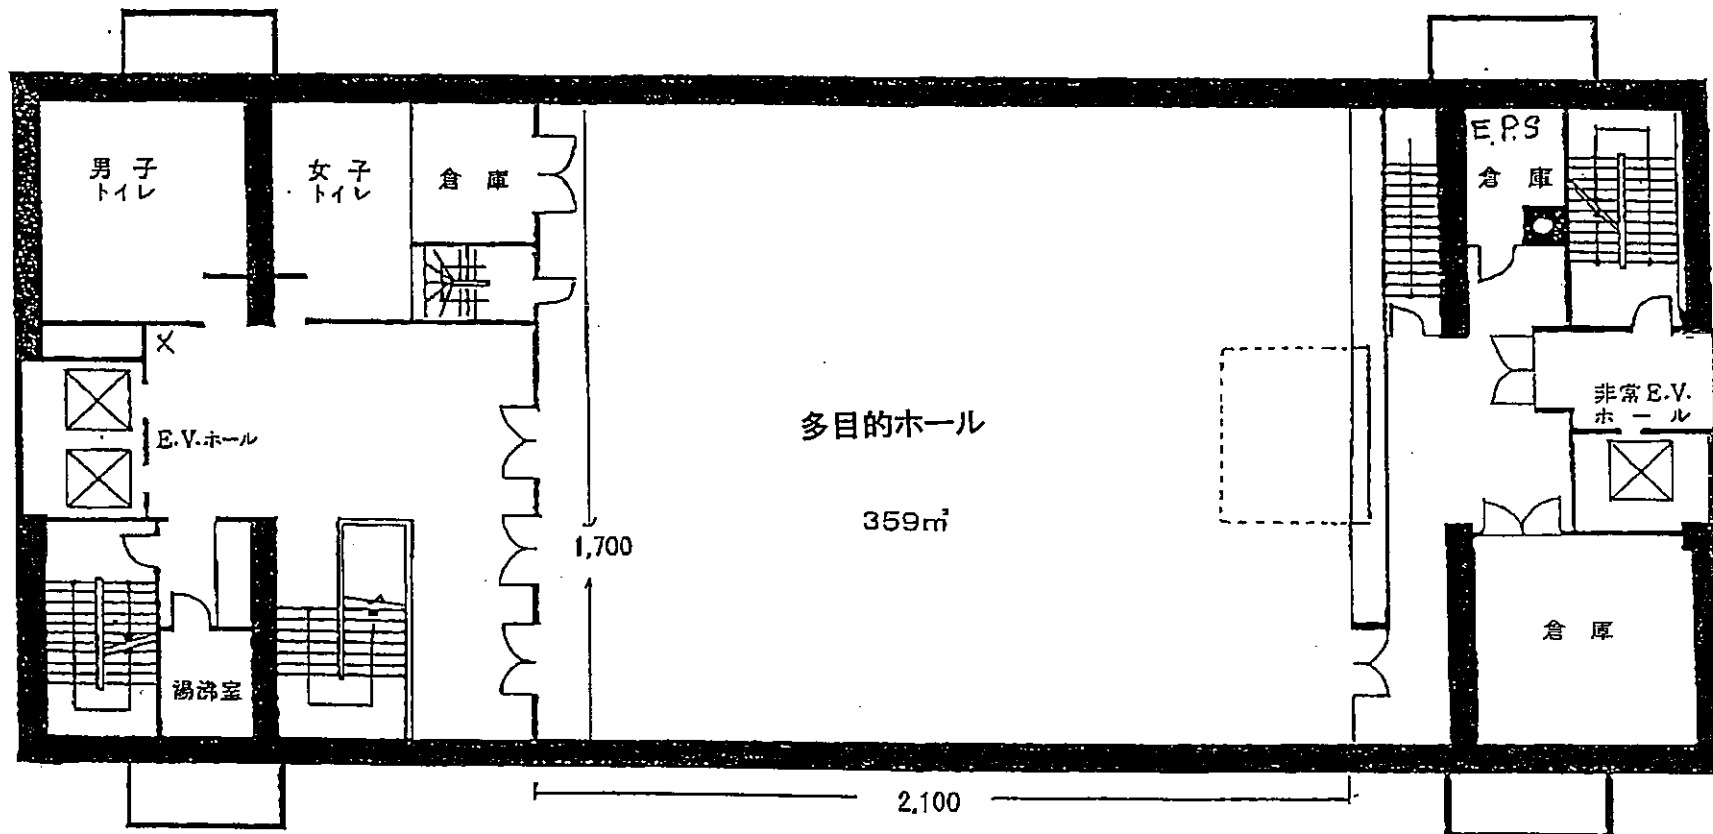 男子
トイレ
女子
トイレ
倉庫
E.P.S
倉庫
X
E.V.ホール
多目的ホール
359㎡
1,700
非常E.V.
ホール
倉庫
湯沸室
2,100